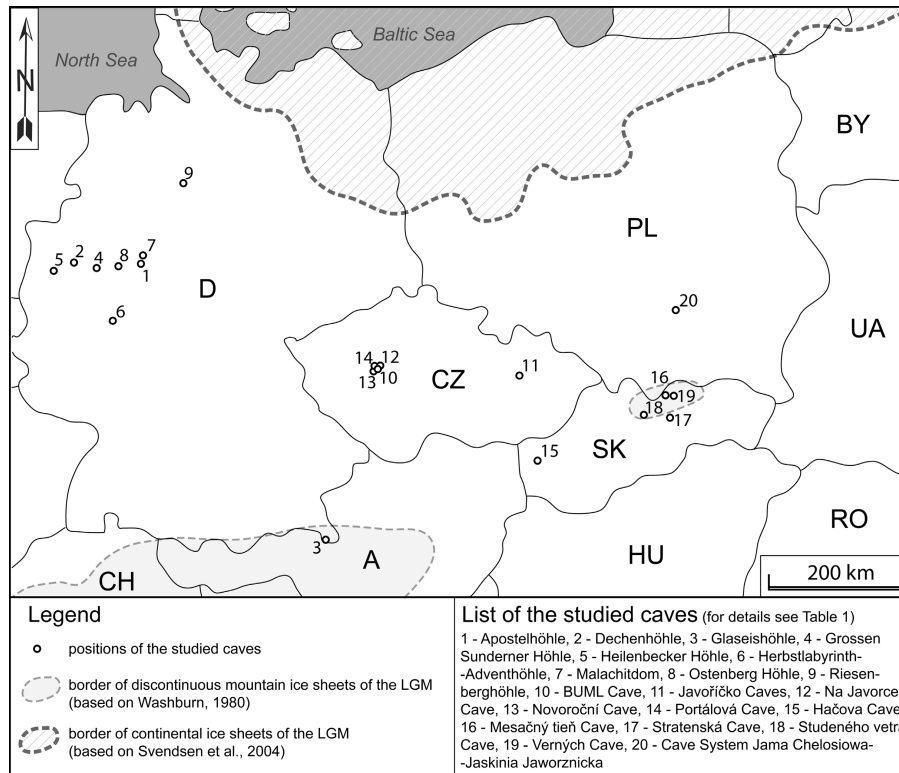 North Sea
Baltic Sea
N
BY
9
PL
7
2
8
5
4
1
D
20
6
UA
14
12
16
11
CZ
13
10
19
18
17
SK
15
RO
3
A
HU
CH
200 km
Legend
positions of the studied caves
border of discontinuous mountain ice sheets of the LGM
(based on Washburn, 1980)
border of continental ice sheets of the LGM
(based on Svendsen et al., 2004)
List of the studied caves (for details see Table 1)
1 - Apostelhöhle, 2 - Dechenhöhle, 3 - Glaseishöhle, 4 - Grossen
Sunderner Höhle, 5 - Heilenbecker Höhle, 6 - Herbstlabyrinth-
-Adventhöhle, 7 - Malachitdom, 8 - Ostenberg Höhle, 9 - Riesen-
berghöhle, 10 - BUML Cave, 11 - Javoříčko Caves, 12 - Na Javorce
Cave, 13 - Novoroční Cave, 14 - Portálová Cave, 15 - Hačova Cave
16 - Mesačný tieň Cave, 17 - Stratenská Cave, 18 - Studeného vetra
Cave, 19 - Verných Cave, 20 - Cave System Jama Chelosiowa-
-Jaskinia Jaworznicka